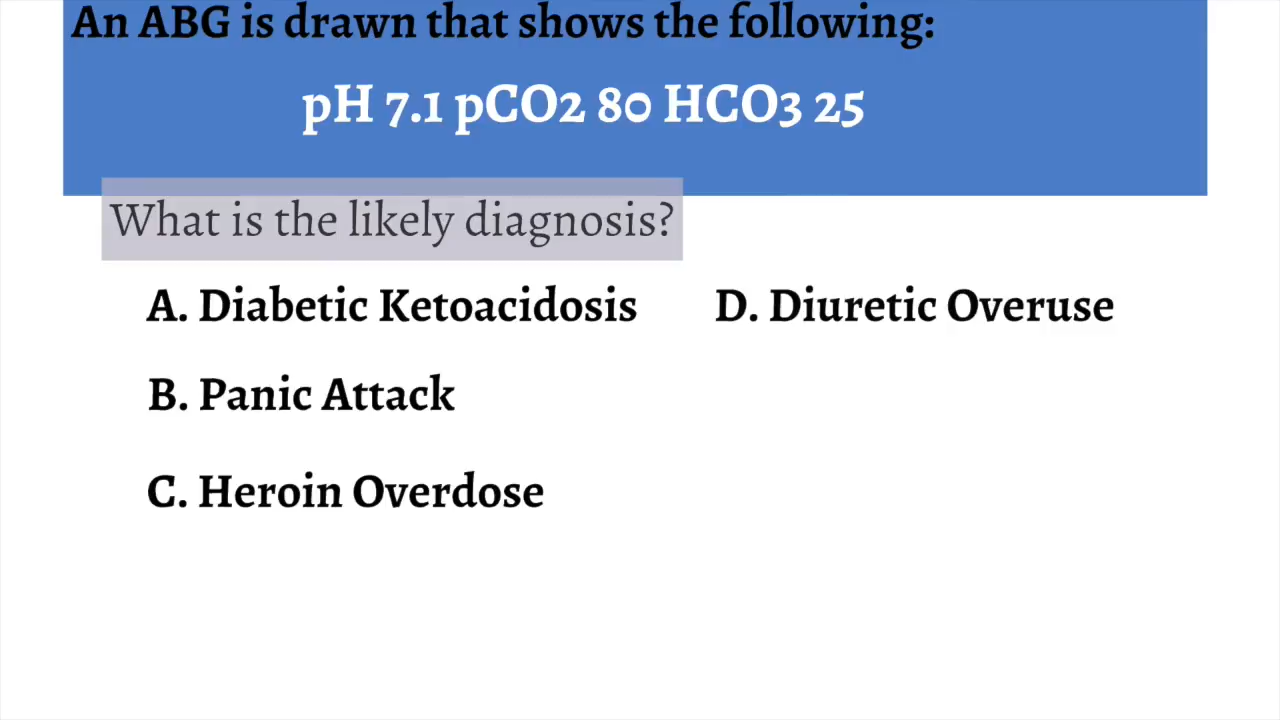 An ABG is drawn that shows the following:
pH 7.1 pCO2 80 HCO3 25
What is the likely diagnosis?
A. Diabetic Ketoacidosis
D. Diuretic Overuse
B. Panic Attack
C. Heroin Overdose